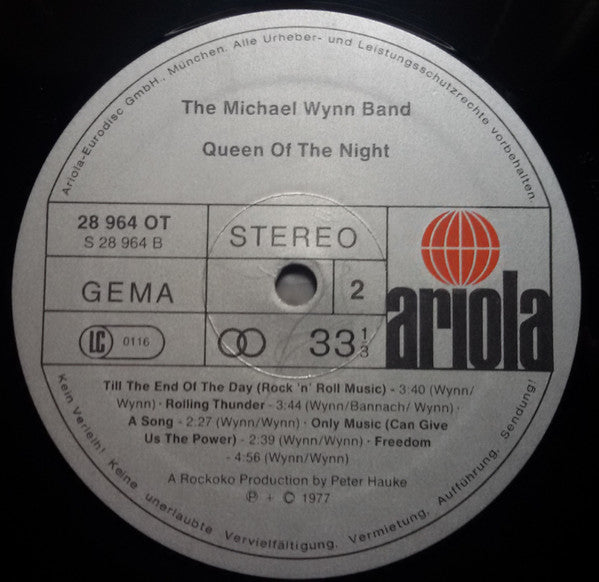 Ariola-Eurodisc GmbH., München. Alle Urheber- und Leistungsschutzrechte vorbehalten.
The Michael Wynn Band
Queen Of The Night
28 964 OT
S 28 964 B
STEREO
GEMA
2
ariola
LC 0116
33 1/3
Till The End Of The Day (Rock 'n' Roll Music) - 3:40 (Wynn/
Wynn) · Rolling Thunder - 3:44 (Wynn/Bannach/ Wynn) ·
A Song - 2:27 (Wynn/Wynn) · Only Music (Can Give
Us The Power) - 2:39 (Wynn/Wynn) · Freedom
- 4:56 (Wynn/Wynn)
A Rockoko Production by Peter Hauke
℗ + © 1977
Kein Verleih! Keine unerlaubte Vervielfältigung, Vermietung, Aufführung, Sendung!